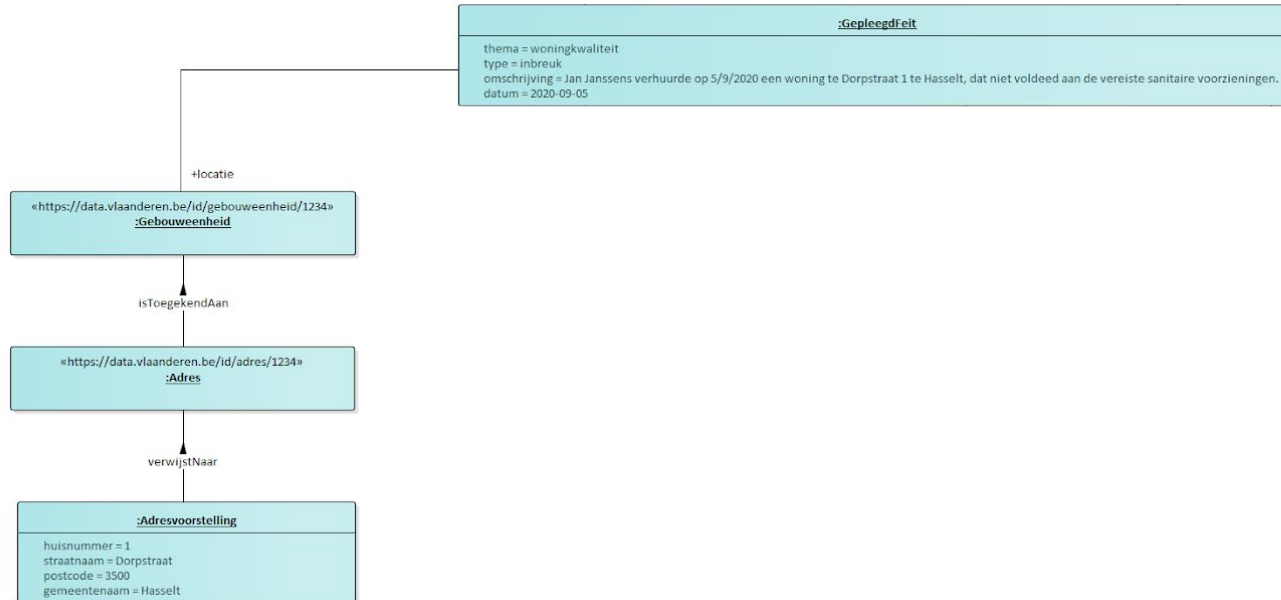 :GepleegdFeit
thema = woningkwaliteit
type = inbreuk
omschrijving = Jan Janssens verhuurde op 5/9/2020 een woning te Dorpstraat 1 te Hasselt, dat niet voldeed aan de vereiste sanitaire voorzieningen.
datum = 2020-09-05
+locatie
«https://data.vlaanderen.be/id/gebouweenheid/1234»
:Gebouweenheid
isToegekendAan
«https://data.vlaanderen.be/id/adres/1234»
:Adres
verwijstNaar
:Adresvoorstelling
huisnummer = 1
straatnaam = Dorpstraat
postcode = 3500
gemeentenaam = Hasselt